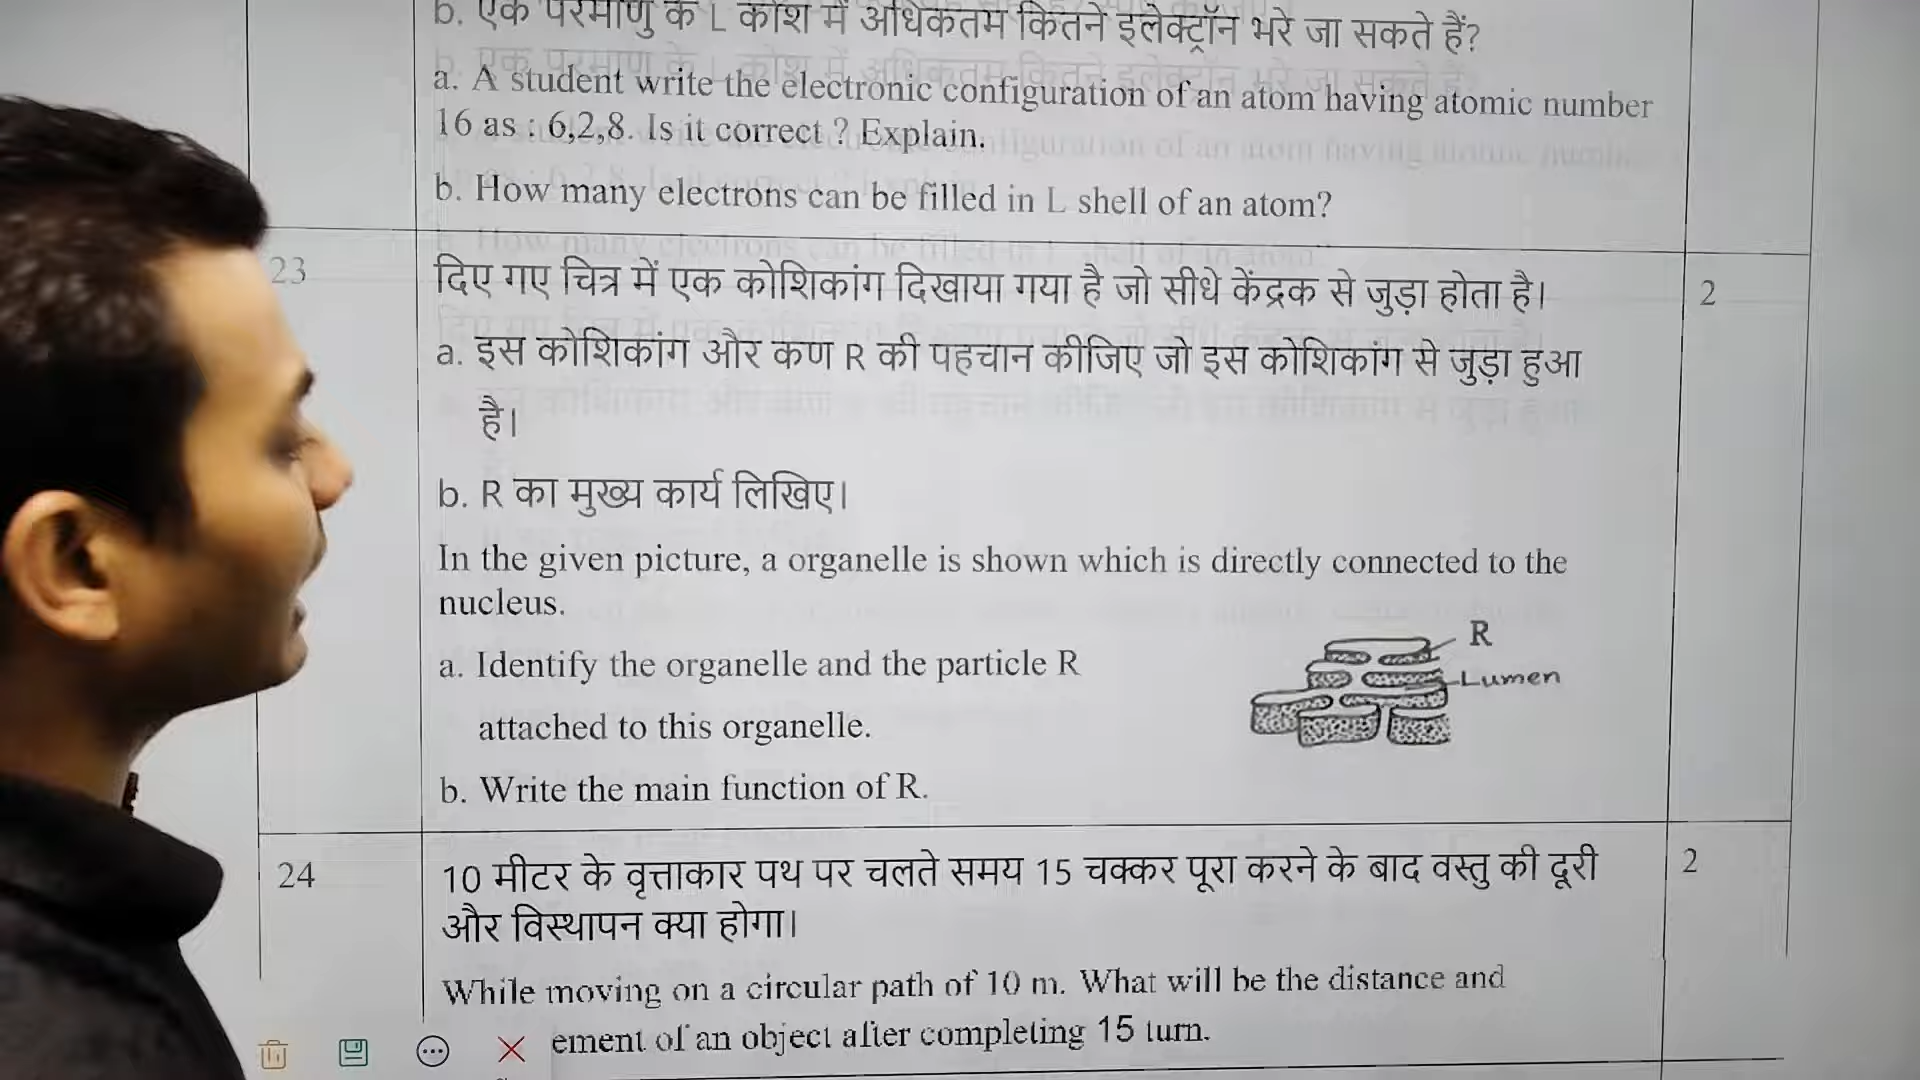 b. एक परमाणु के L कोश में अधिकतम कितने इलेक्ट्रॉन भरे जा सकते हैं?
a. A student write the electronic configuration of an atom having atomic number
16 as : 6,2,8. Is it correct ? Explain.
b. How many electrons can be filled in L shell of an atom?
23
दिए गए चित्र में एक कोशिकांग दिखाया गया है जो सीधे केंद्रक से जुड़ा होता है।
2
a. इस कोशिकांग और कण R की पहचान कीजिए जो इस कोशिकांग से जुड़ा हुआ
है।
b. R का मुख्य कार्य लिखिए।
In the given picture, a organelle is shown which is directly connected to the
nucleus.
a. Identify the organelle and the particle R
attached to this organelle.
b. Write the main function of R.
R
Lumen
24
10 मीटर के वृत्ताकार पथ पर चलते समय 15 चक्कर पूरा करने के बाद वस्तु की दूरी
और विस्थापन क्या होगा।
2
While moving on a circular path of 10 m. What will be the distance and
ement of an object after completing 15 turn.